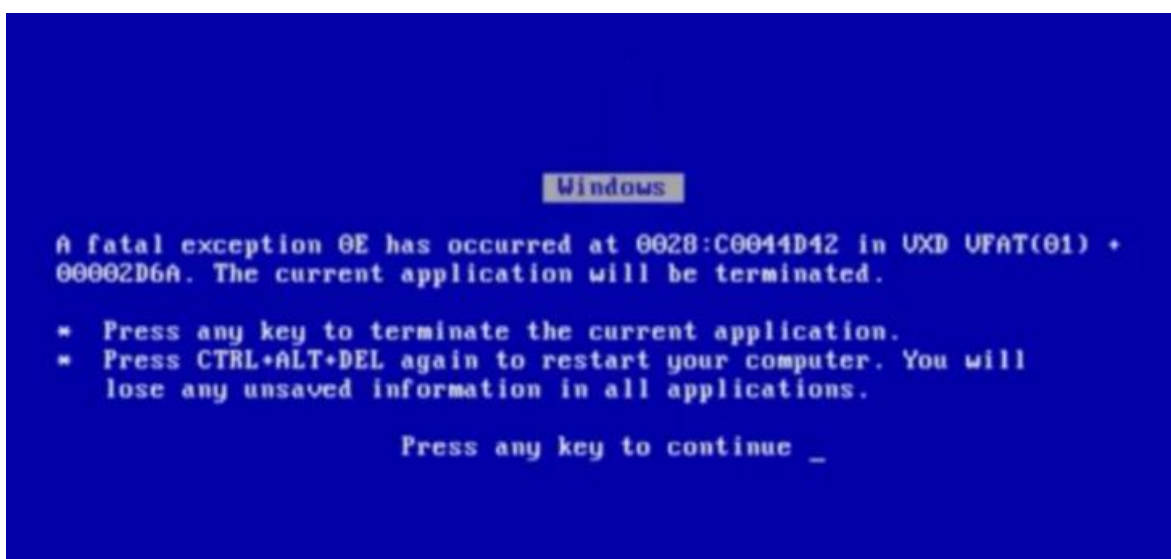 Windows
A fatal exception 0E has occurred at 0028:C0044D42 in VXD VFAT(01) +
00002D6A. The current application will be terminated.
* Press any key to terminate the current application.
* Press CTRL+ALT+DEL again to restart your computer. You will
lose any unsaved information in all applications.
Press any key to continue _